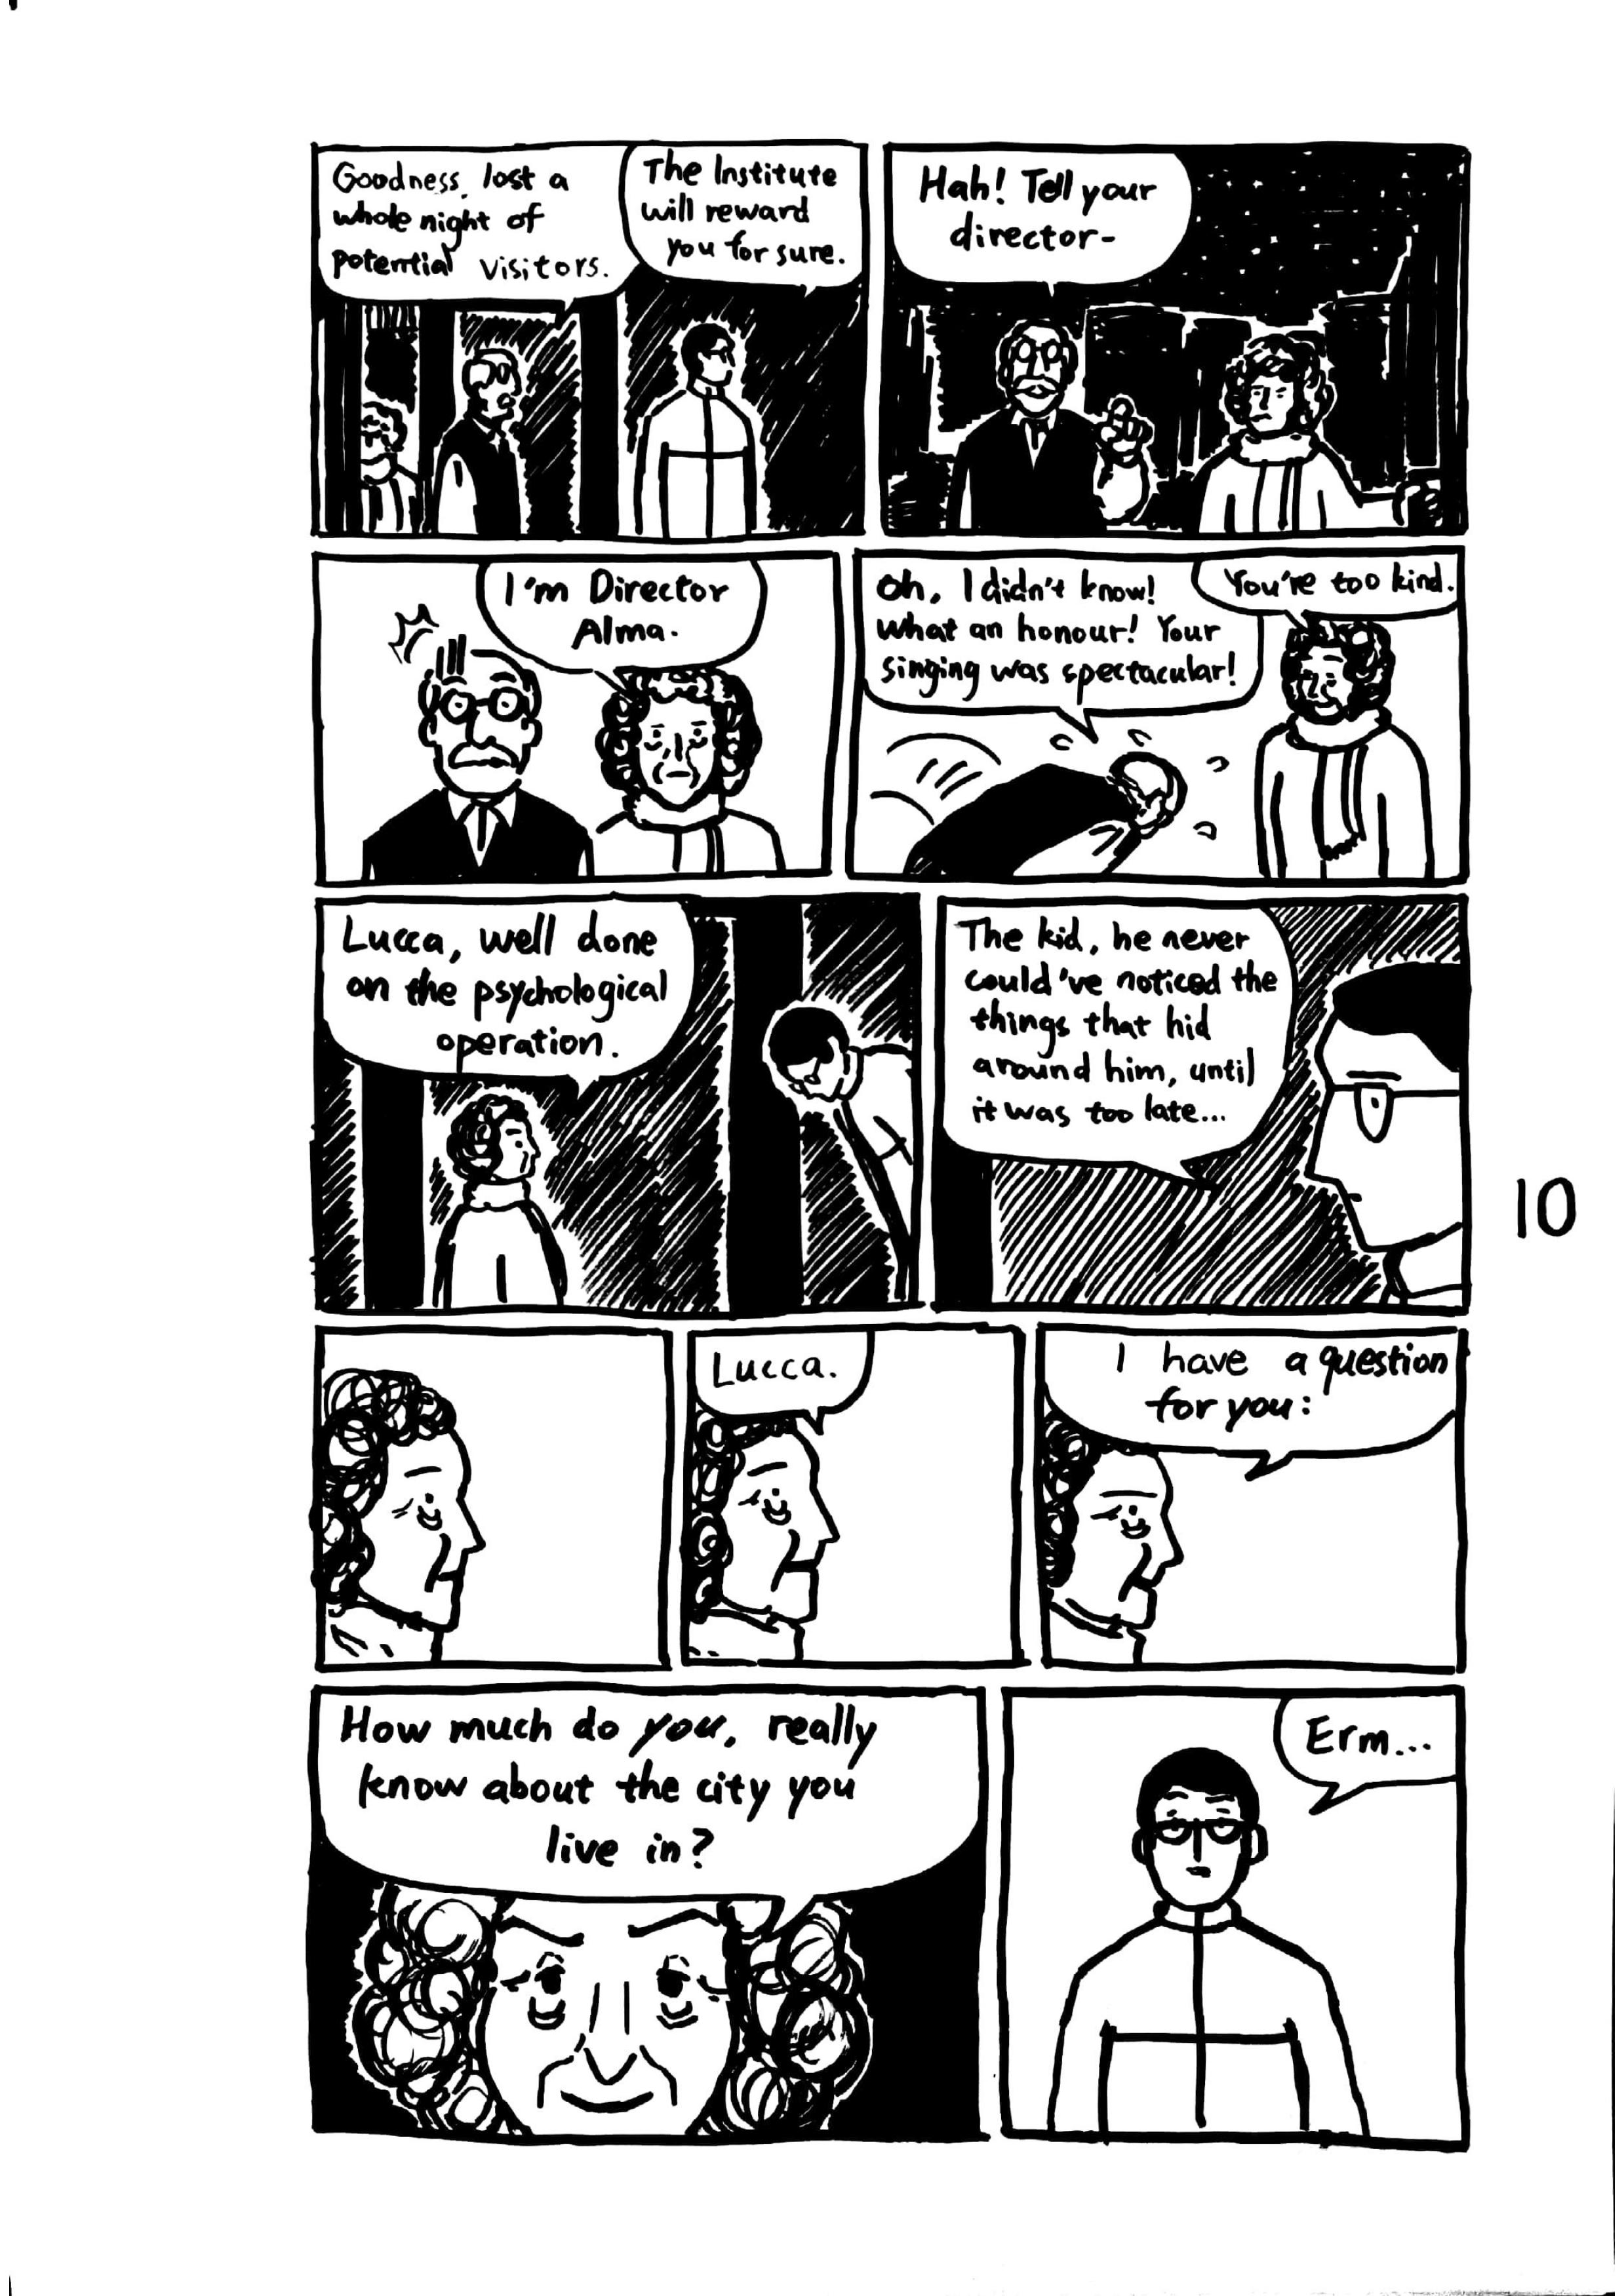 Goodness, lost a
whole night of
potential visitors.
The Institute
will reward
you for sure.
Hah! Tell your
director-
I'm Director
Alma.
Oh, I didn't know!
What an honour! Your
singing was spectacular!
You're too kind.
Lucca, well done
on the psychological
operation.
The kid, he never
could've noticed the
things that hid
around him, until
it was too late...
Lucca.
I have a question
for you:
How much do you, really
know about the city you
live in?
Erm...
10